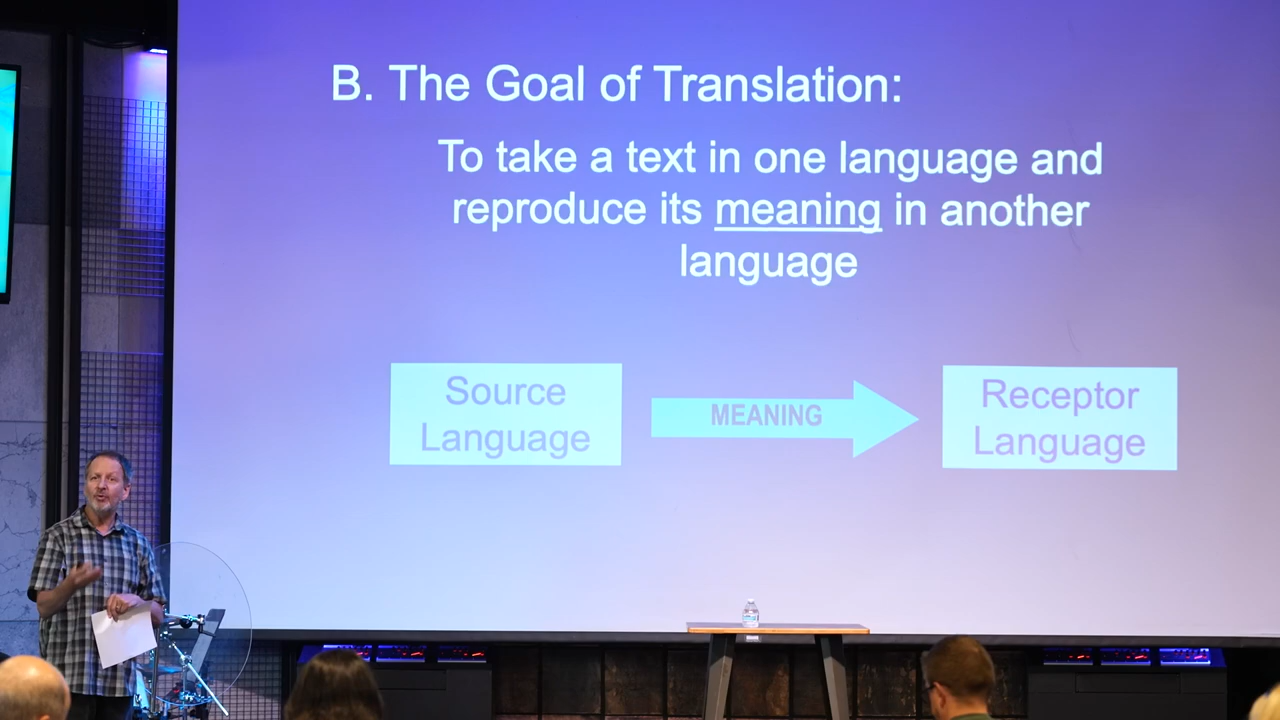 B. The Goal of Translation:
To take a text in one language and
reproduce its meaning in another
language
Source
Language
MEANING
Receptor
Language